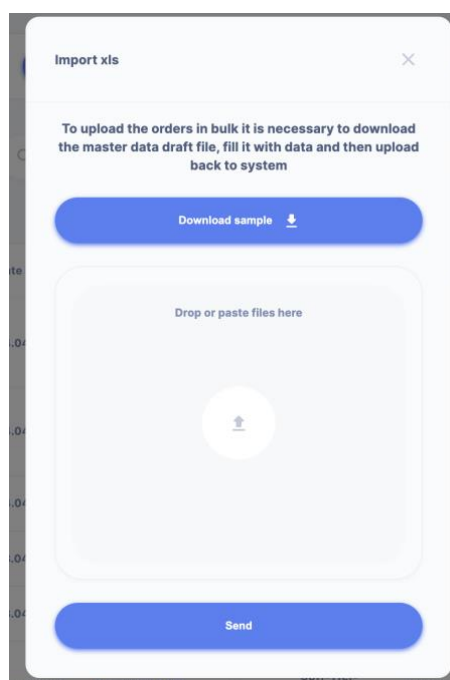 Import xls
To upload the orders in bulk it is necessary to download
the master data draft file, fill it with data and then upload
back to system
Download sample
Drop or paste files here
Send